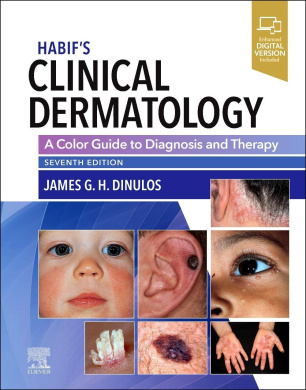 Enhanced
DIGITAL
VERSION
Included
HABIF'S
CLINICAL
DERMATOLOGY
A Color Guide to Diagnosis and Therapy
SEVENTH EDITION
JAMES G. H. DINULOS
ELSEVIER